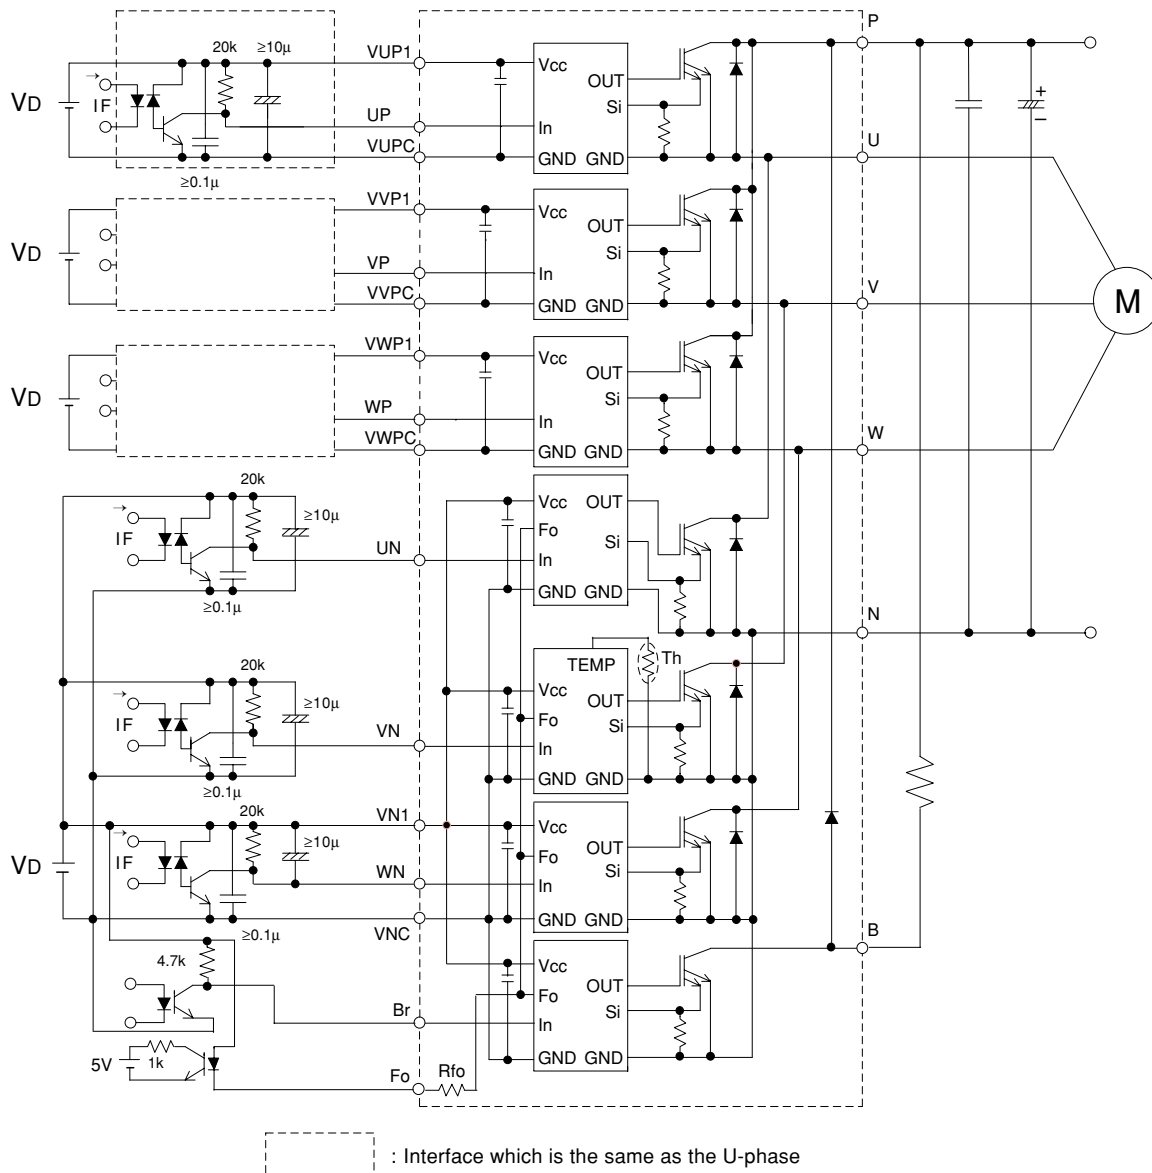 P
20k
≥10μ
VUP1
VD
→
IF
UP
VUPC
≥0.1μ
Vcc
OUT
Si
In
GND GND
+
–
U
VD
VVP1
VP
VVPC
Vcc
OUT
Si
In
GND GND
V
M
VD
VWP1
WP
VWPC
Vcc
OUT
Si
In
GND GND
W
20k
→
IF
≥10μ
≥0.1μ
UN
Vcc OUT
Fo
Si
In
GND GND
N
20k
→
IF
≥10μ
≥0.1μ
VN
TEMP
Th
Vcc
OUT
Fo
Si
In
GND GND
20k
→
IF
≥10μ
VD
VN1
WN
VNC
≥0.1μ
Vcc
OUT
Fo
Si
In
GND GND
B
4.7k
Br
5V
1k
Fo
Rfo
Vcc
OUT
Fo
Si
In
GND GND
: Interface which is the same as the U-phase